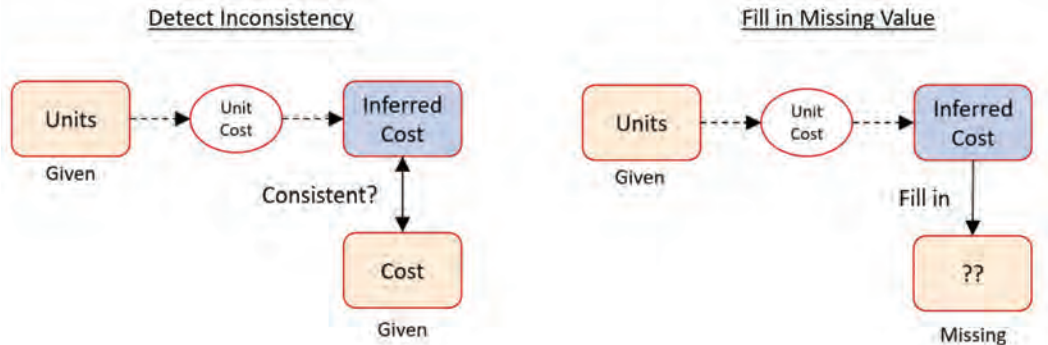 Detect Inconsistency
Units
Given
Unit
Cost
Inferred
Cost
Consistent?
Cost
Given
Fill in Missing Value
Units
Given
Unit
Cost
Inferred
Cost
Fill in
??
Missing